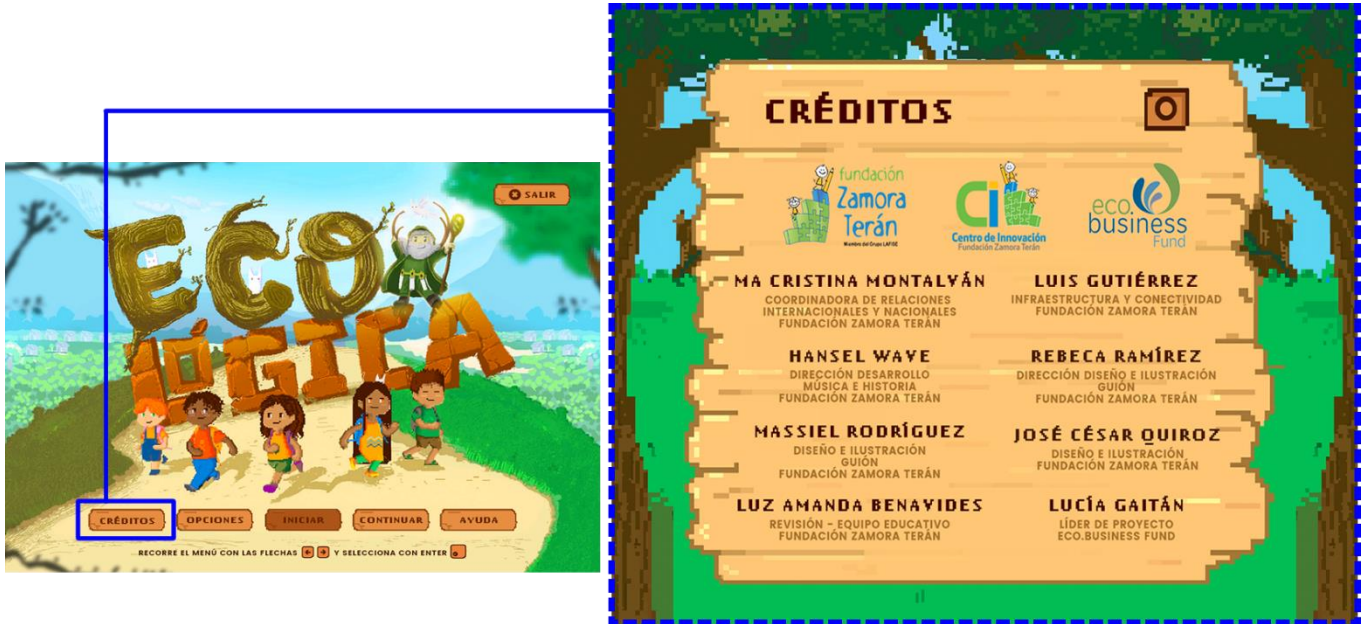 ECO
LÓGICA
SALIR
CRÉDITOS
OPCIONES
INICIAR
CONTINUAR
AYUDA
RECORRE EL MENÚ CON LAS FLECHAS Y SELECCIONA CON ENTER
CRÉDITOS
fundación
Zamora
Terán
Miembro del Grupo LAFISE
Ci
Centro de Innovación
Fundación Zamora Terán
eco.
business
Fund
MA CRISTINA MONTALVÁN
COORDINADORA DE RELACIONES
INTERNACIONALES Y NACIONALES
FUNDACIÓN ZAMORA TERÁN
LUIS GUTIÉRREZ
INFRAESTRUCTURA Y CONECTIVIDAD
FUNDACIÓN ZAMORA TERÁN
HANSEL WAVE
DIRECCIÓN DESARROLLO
MÚSICA E HISTORIA
FUNDACIÓN ZAMORA TERÁN
REBECA RAMÍREZ
DIRECCIÓN DISEÑO E ILUSTRACIÓN
GUIÓN
FUNDACIÓN ZAMORA TERÁN
MASSIEL RODRÍGUEZ
DISEÑO E ILUSTRACIÓN
GUIÓN
FUNDACIÓN ZAMORA TERÁN
JOSÉ CÉSAR QUIROZ
DISEÑO E ILUSTRACIÓN
FUNDACIÓN ZAMORA TERÁN
LUZ AMANDA BENAVIDES
REVISIÓN – EQUIPO EDUCATIVO
FUNDACIÓN ZAMORA TERÁN
LUCÍA GAITÁN
LÍDER DE PROYECTO
ECO.BUSINESS FUND